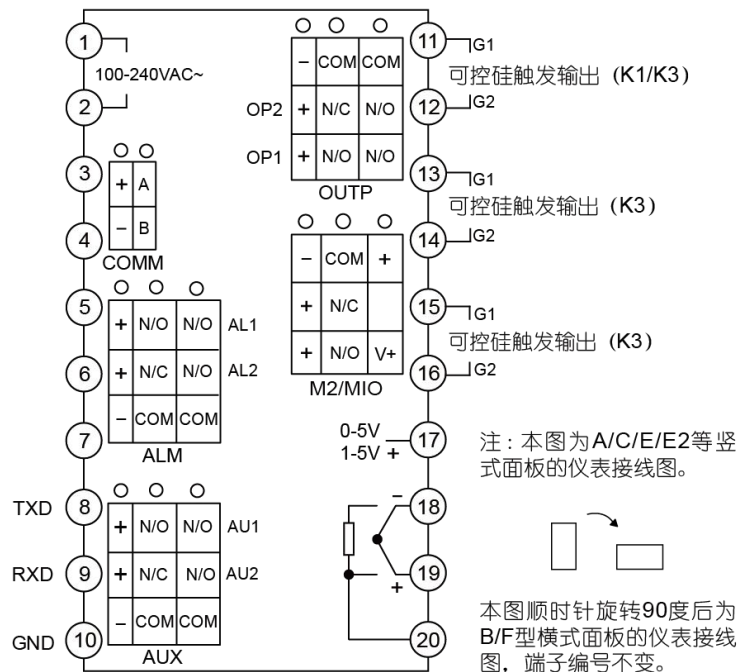 1
100-240VAC~
2
3
+ A
4
- B
COMM
5
+ N/O N/O AL1
6
+ N/C N/O AL2
7
- COM COM
ALM
TXD 8
+ N/O N/O AU1
RXD 9
+ N/C N/O AU2
GND 10
- COM COM
AUX
- COM COM
OP2 + N/C N/O
OP1 + N/O N/O
OUTP
- COM +
+ N/C
+ N/O V+
M2/MIO
11 G1
可控硅触发输出 (K1/K3)
12 G2
13 G1
可控硅触发输出 (K3)
14 G2
15 G1
可控硅触发输出 (K3)
16 G2
0-5V
1-5V +
17
- 18
+ 19
20
注:本图为A/C/E/E2等竖
式面板的仪表接线图。
本图顺时针旋转90度后为
B/F型横式面板的仪表接线
图，端子编号不变。